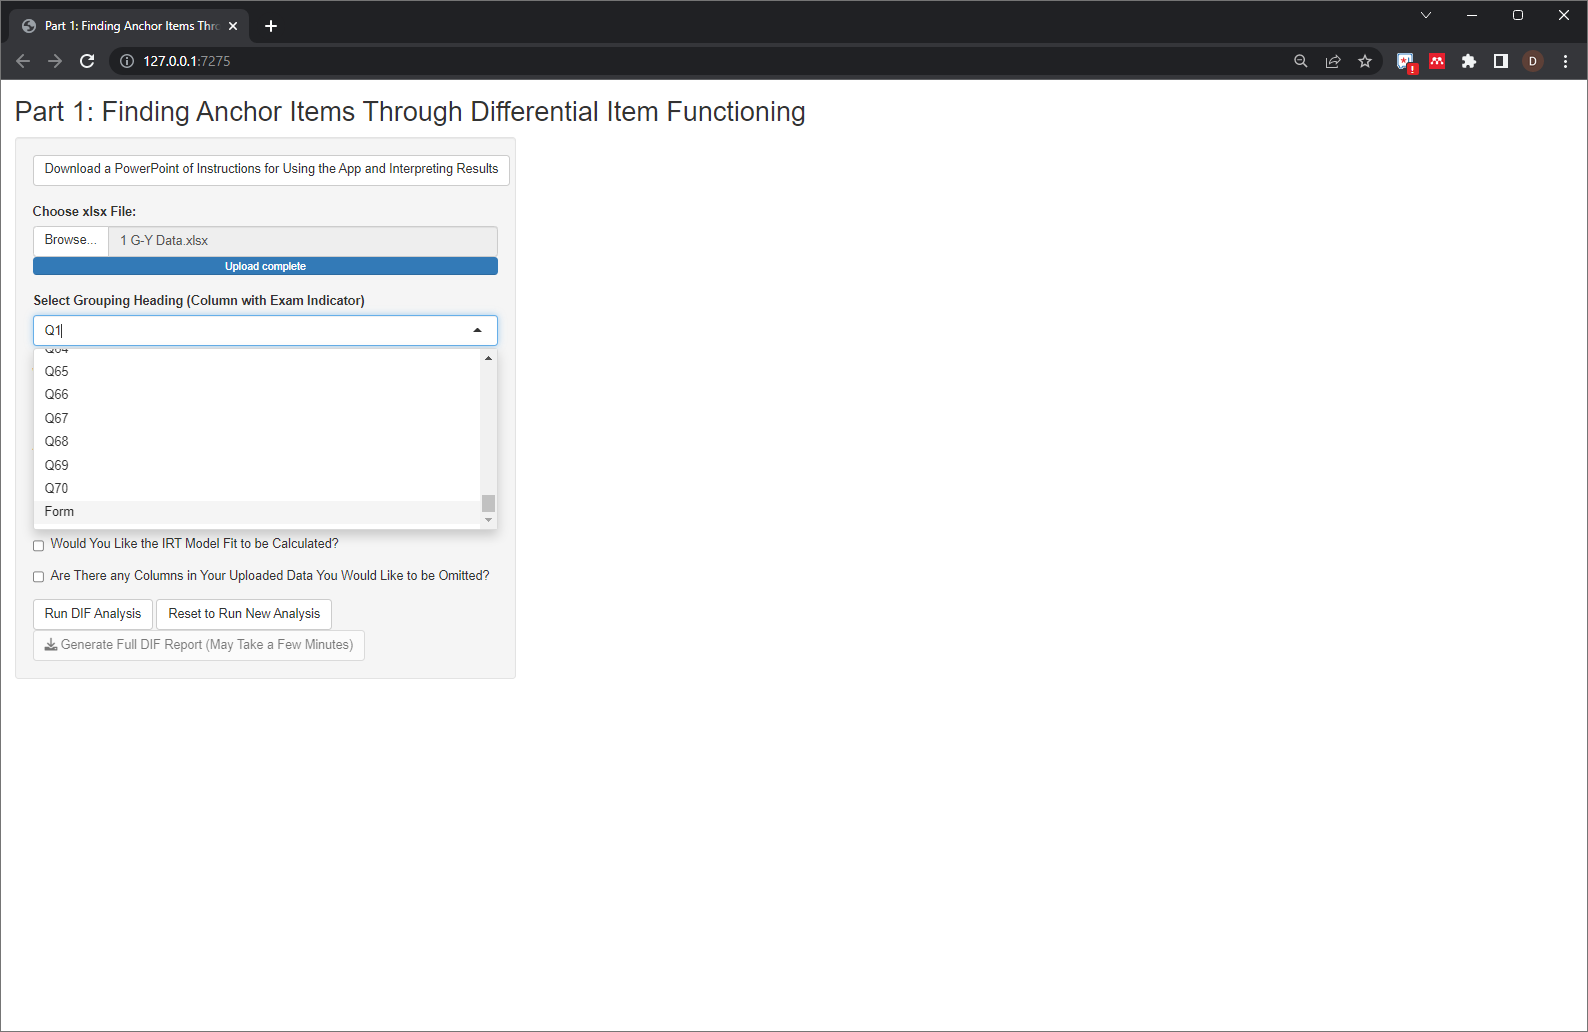 Part 1: Finding Anchor Items Thr
127.0.0.1:7275
D
Part 1: Finding Anchor Items Through Differential Item Functioning
Download a PowerPoint of Instructions for Using the App and Interpreting Results
Choose xlsx File:
Browse... 1 G-Y Data.xlsx
Upload complete
Select Grouping Heading (Column with Exam Indicator)
Q1
Q64
Q65
Q66
Q67
Q68
Q69
Q70
Form
Would You Like the IRT Model Fit to be Calculated?
Are There any Columns in Your Uploaded Data You Would Like to be Omitted?
Run DIF Analysis Reset to Run New Analysis
Generate Full DIF Report (May Take a Few Minutes)